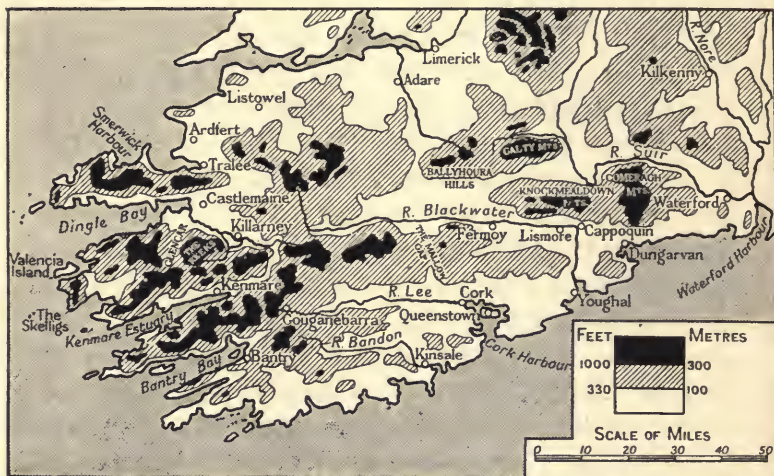 Limerick
Adare
R. Nore
Kilkenny
Listowel
Ardfert
Smerwick
Harbour
Tralee
GALTY MTS
BALLYHOURA
HILLS
R. Suir
COMERAGH
MTS.
KNOCKMEALDOWN
MTS.
Waterford
Castlemaine
Dingle Bay
Killarney
R. Blackwater
Fermoy
Lismore
Cappoquin
Dungarvan
Waterford Harbour
Valencia
Island
Kenmare
R. Lee
Cork
Youghal
The
Skelligs
Kenmare Estuary
Gouganebarra
Queenstown
R. Bandon
Bantry
Bantry Bay
Kinsale
Cork Harbour
FEET METRES
1000 300
330 100
SCALE OF MILES
0 10 20 30 40 50